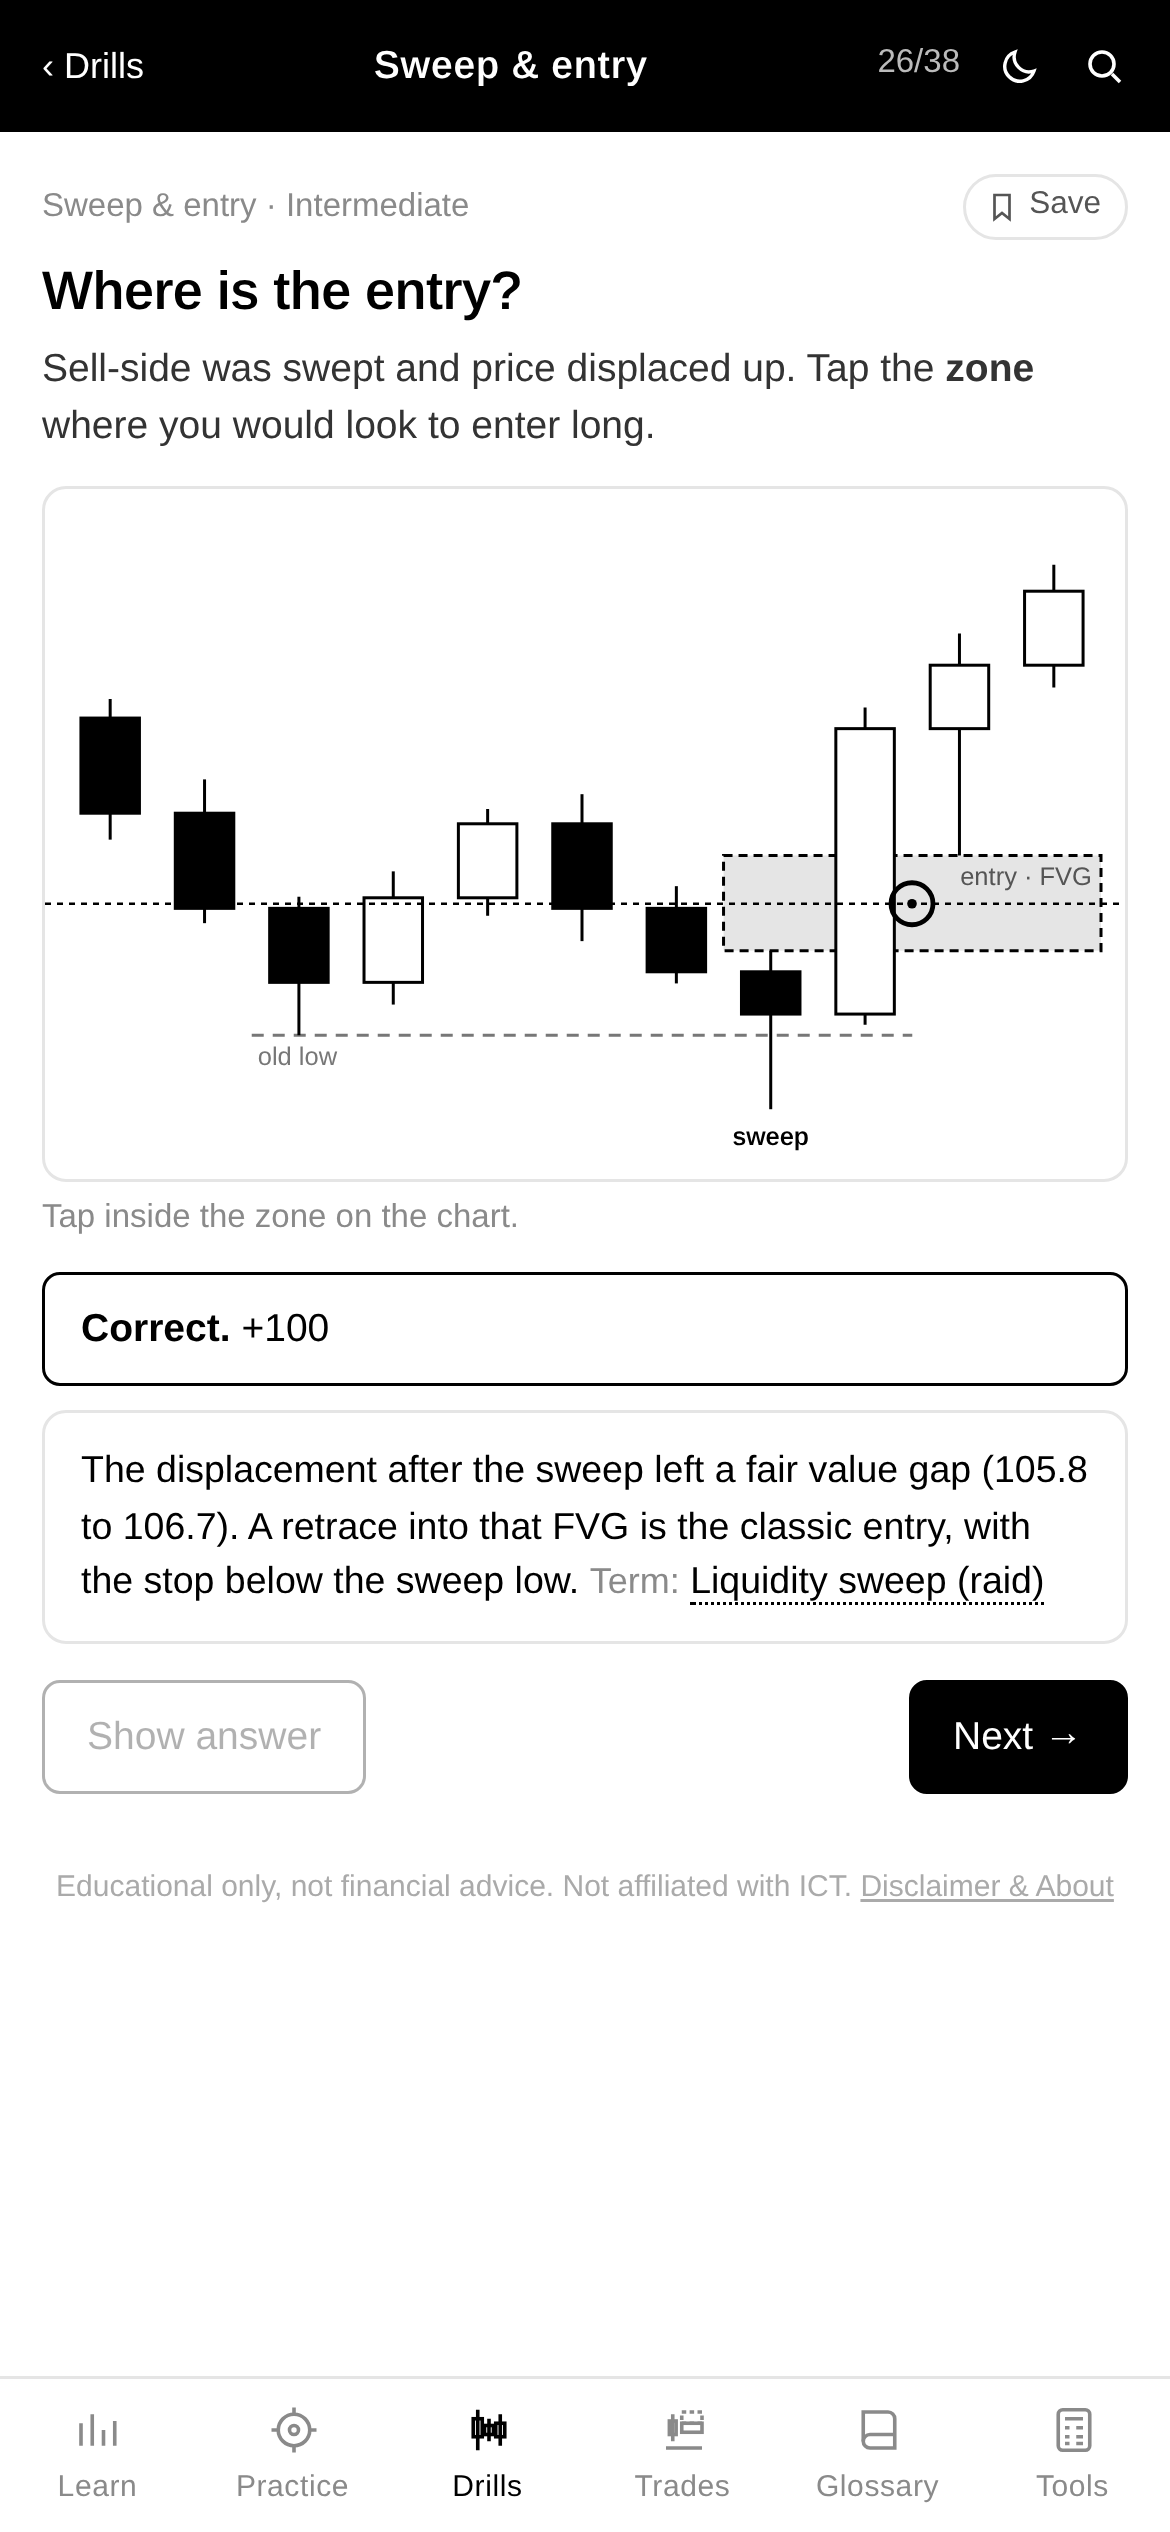 ‹ Drills
Sweep & entry
26/38
Sweep & entry · Intermediate
Save
Where is the entry?
Sell-side was swept and price displaced up. Tap the zone
where you would look to enter long.
entry · FVG
old low
sweep
Tap inside the zone on the chart.
Correct. +100
The displacement after the sweep left a fair value gap (105.8
to 106.7). A retrace into that FVG is the classic entry, with
the stop below the sweep low. Term: Liquidity sweep (raid)
Show answer
Next →
Educational only, not financial advice. Not affiliated with ICT. Disclaimer & About
Learn
Practice
Drills
Trades
Glossary
Tools